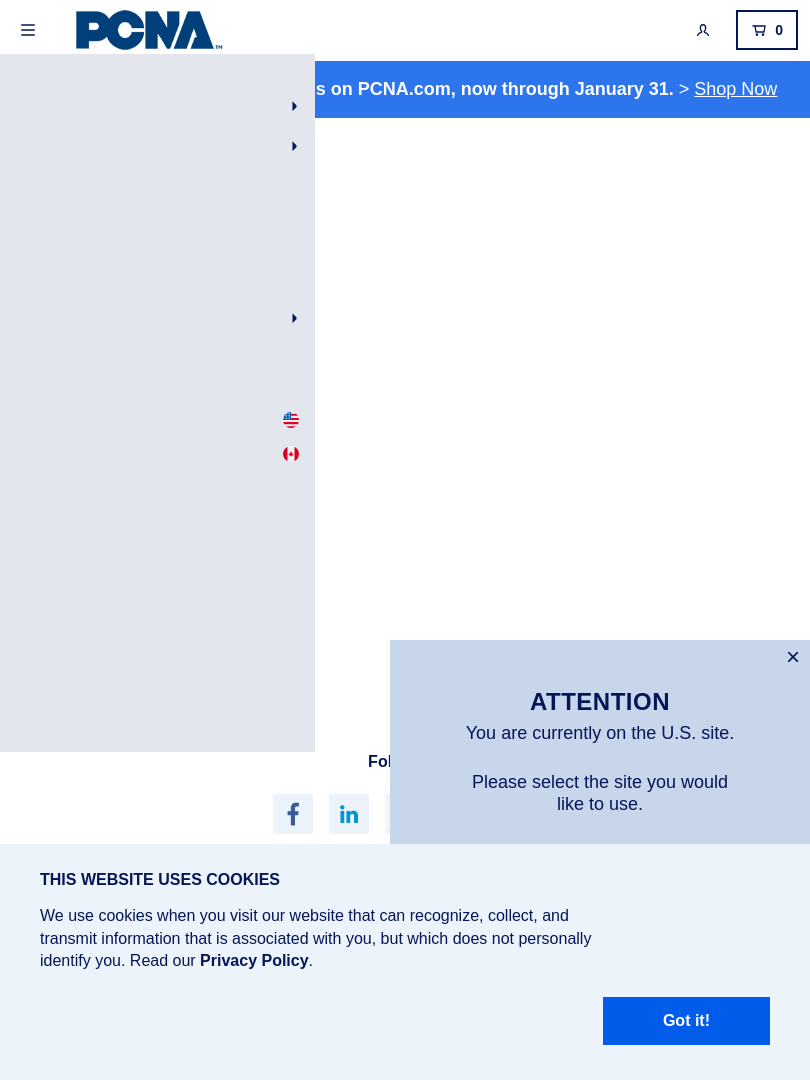 PCNA™
0
s on PCNA.com, now through January 31. > Shop Now
ATTENTION
You are currently on the U.S. site.
Please select the site you would
like to use.
THIS WEBSITE USES COOKIES
We use cookies when you visit our website that can recognize, collect, and
transmit information that is associated with you, but which does not personally
identify you. Read our Privacy Policy.
Got it!